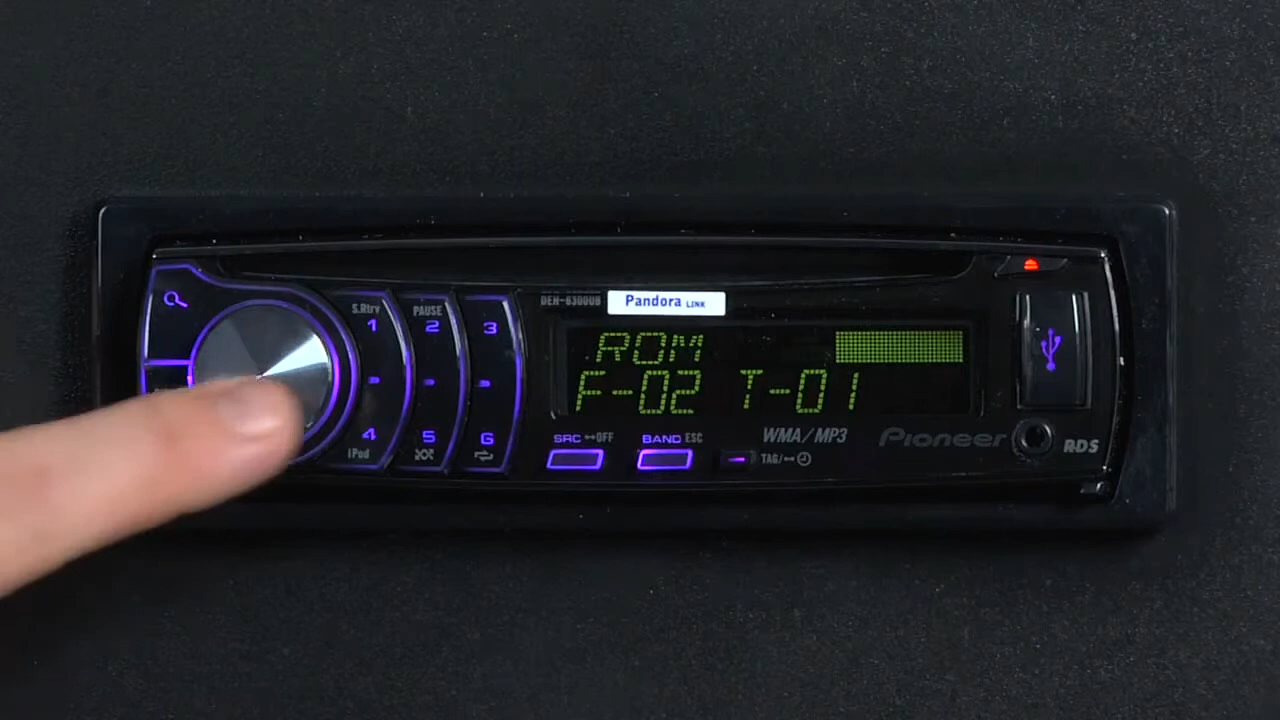 DEH-6300UB
Pandora LINK
S.Rtrv PAUSE
1 2 3
ROM
F-02 T-01
4 5 6
iPod
SRC OFF BAND ESC WMA/MP3 Pioneer RDS
TAG/